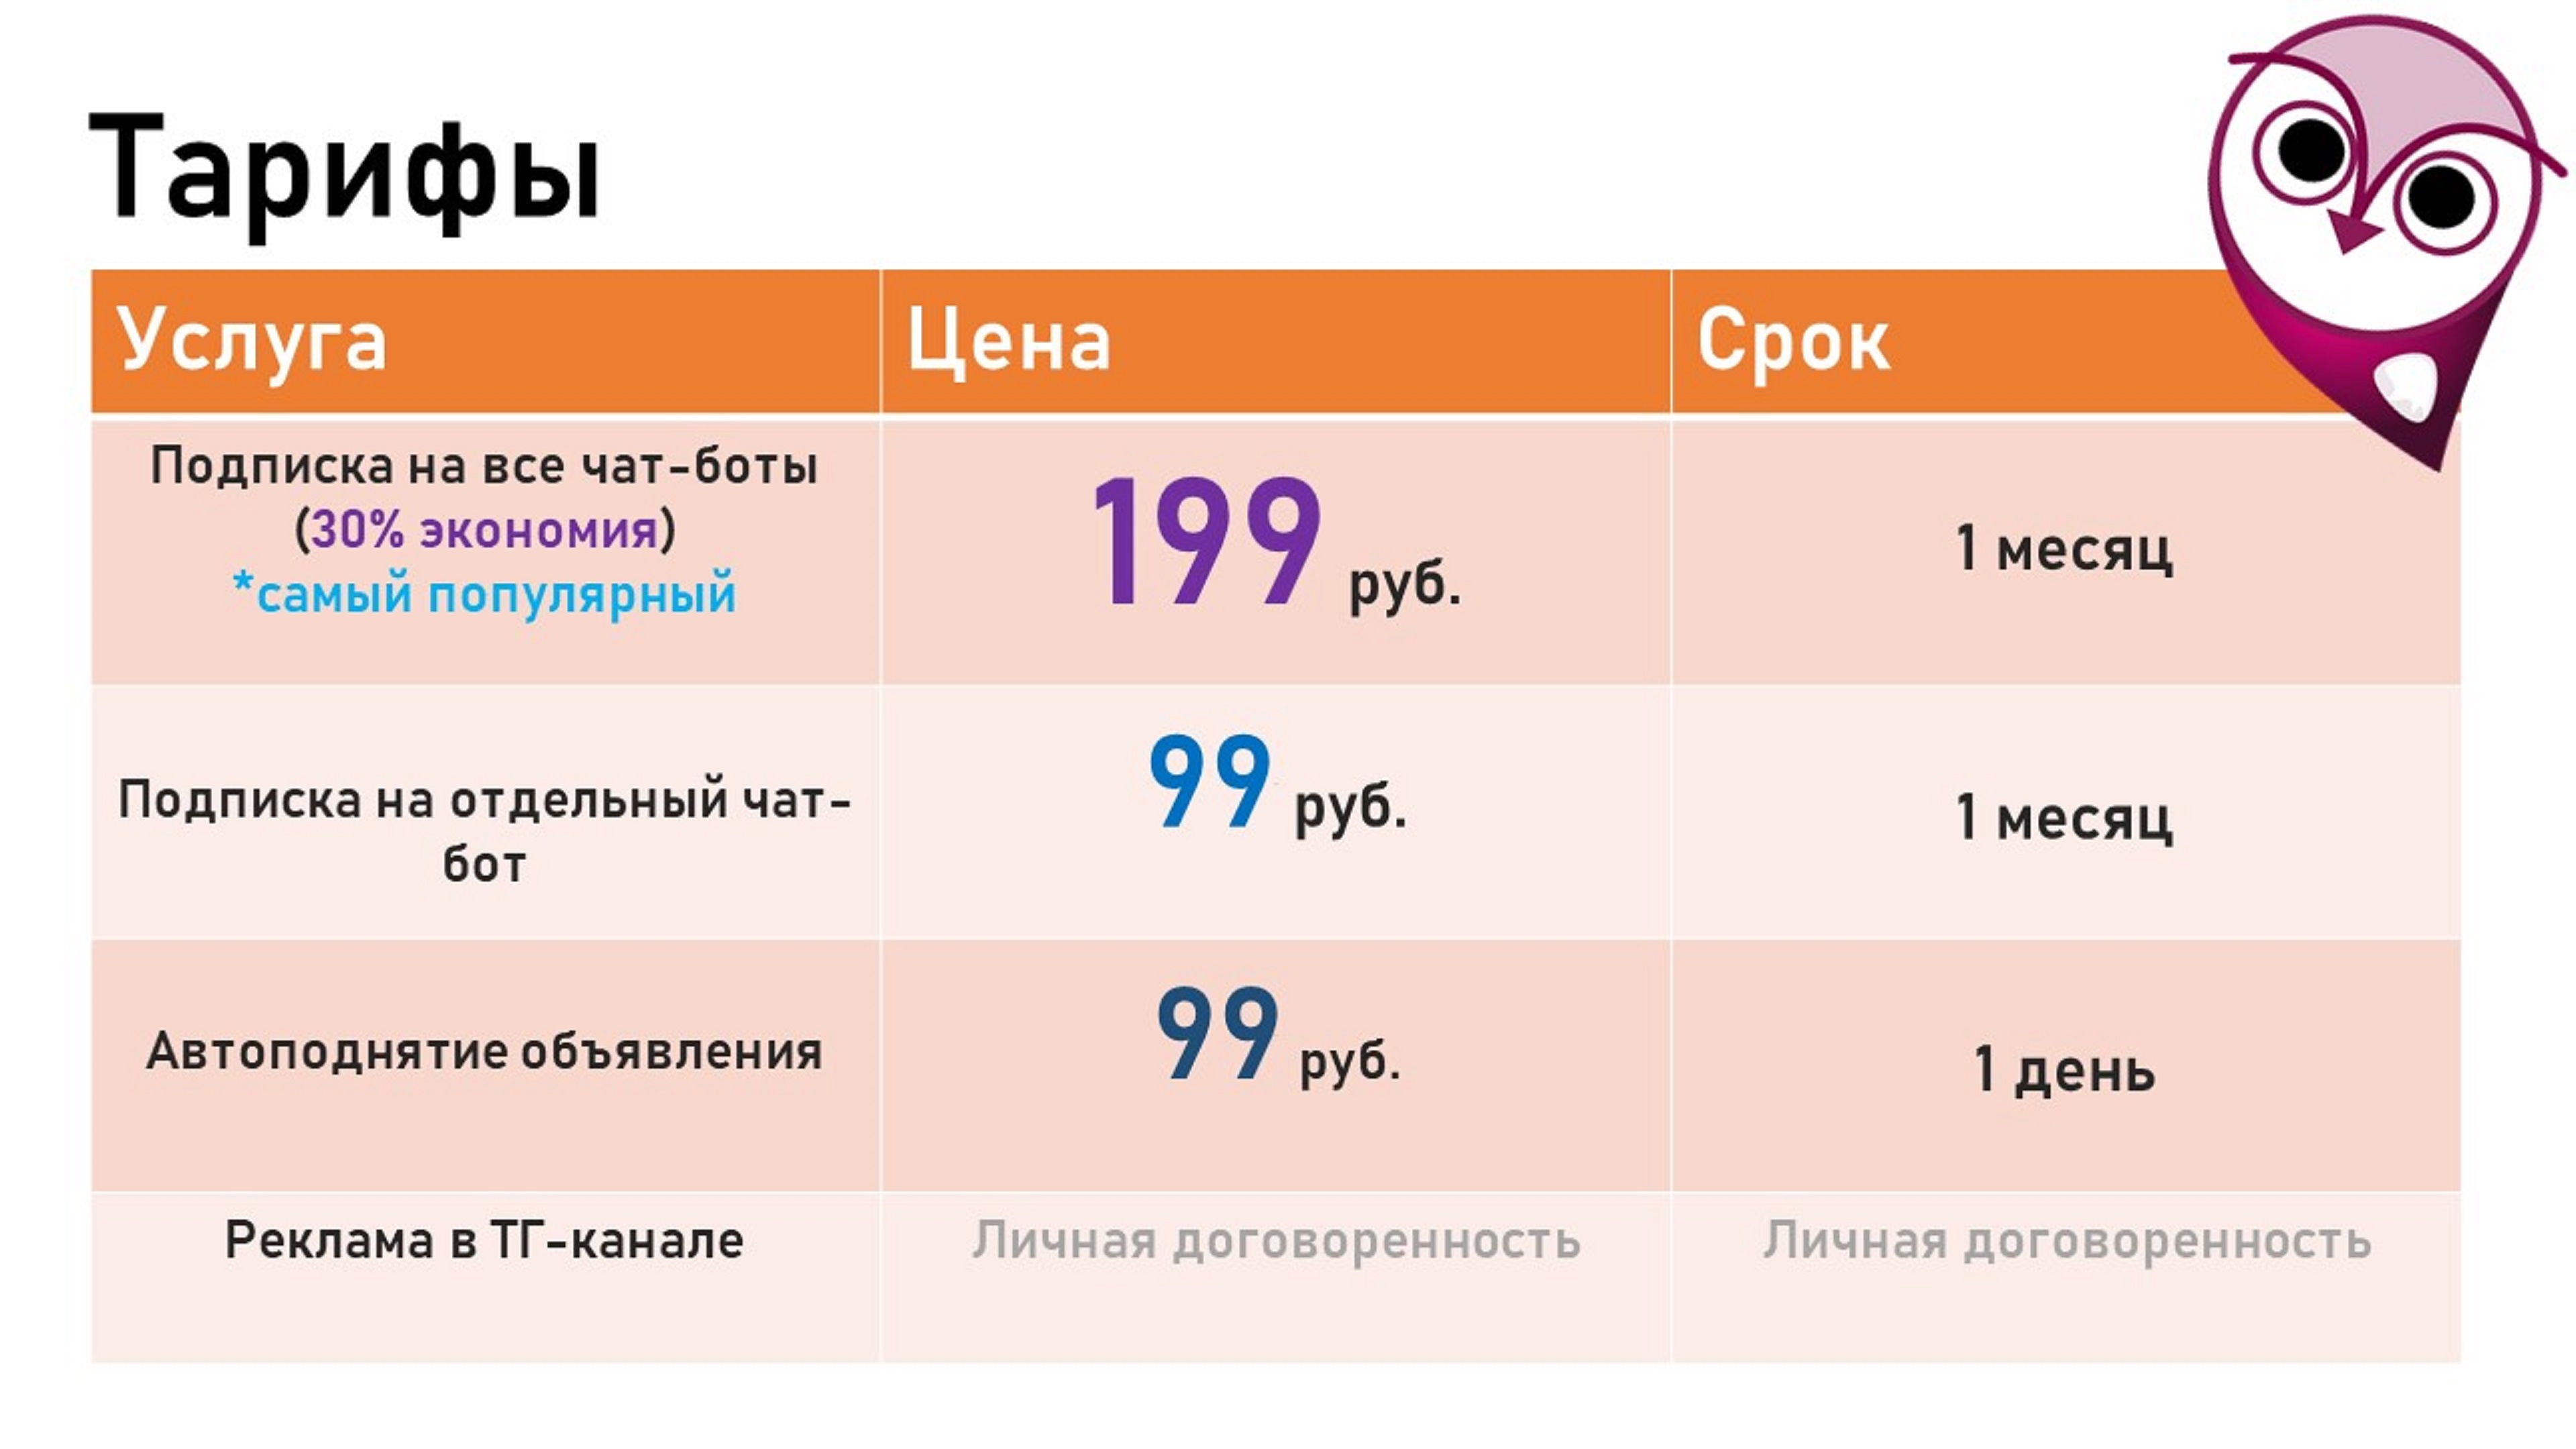 Тарифы
Услуга
Цена
Срок
Подписка на все чат-боты
(30% экономия)
*самый популярный
199 руб.
1 месяц
Подписка на отдельный чат-
бот
99 руб.
1 месяц
Автоподнятие объявления
99 руб.
1 день
Реклама в ТГ-канале
Личная договоренность
Личная договоренность